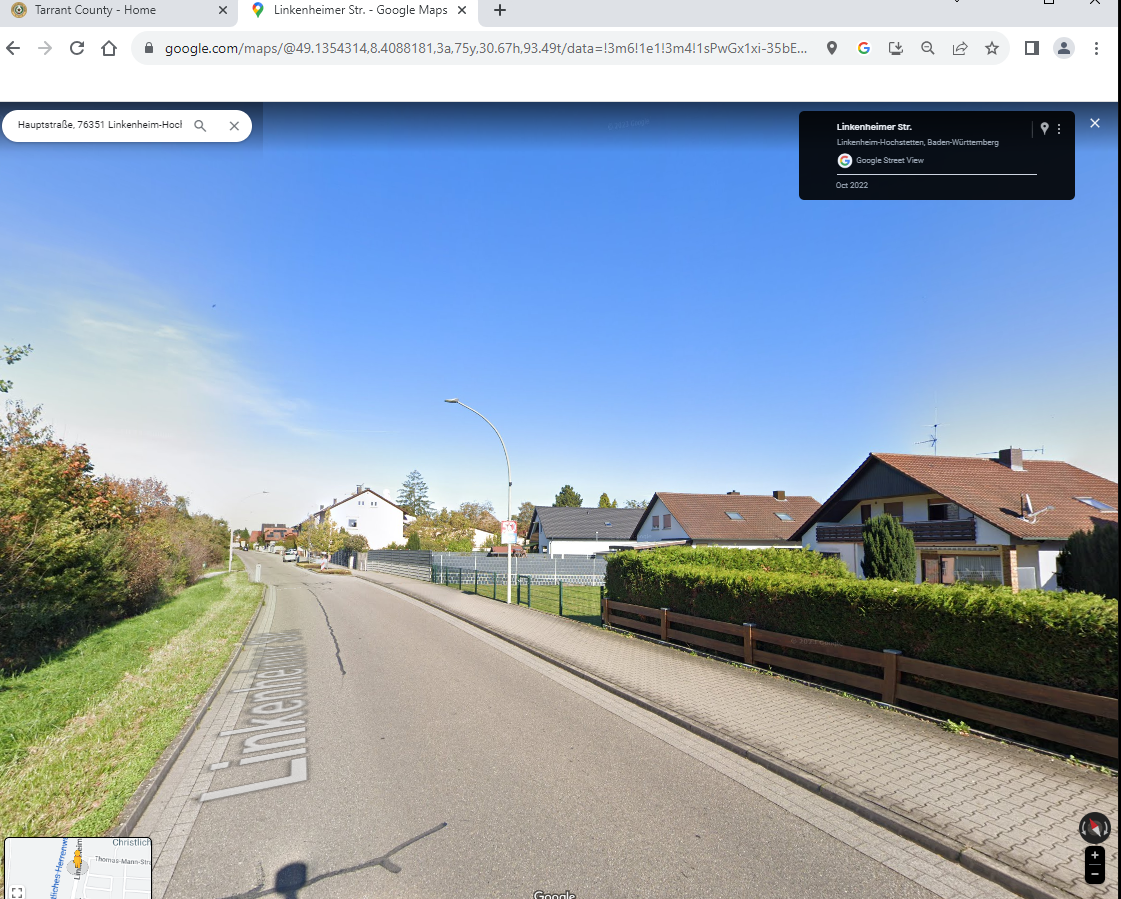 Tarrant County - Home
Linkenheimer Str. - Google Maps
google.com/maps/@49.1354314,8.4088181,3a,75y,30.67h,93.49t/data=!3m6!1e1!3m4!1sPwGx1xi-35bE...
Hauptstraße, 76351 Linkenheim-Hocl
Linkenheimer Str.
Linkenheim-Hochstetten, Baden-Württemberg
Google Street View
Oct 2022
Christlich
Thomas-Mann-Str
Google